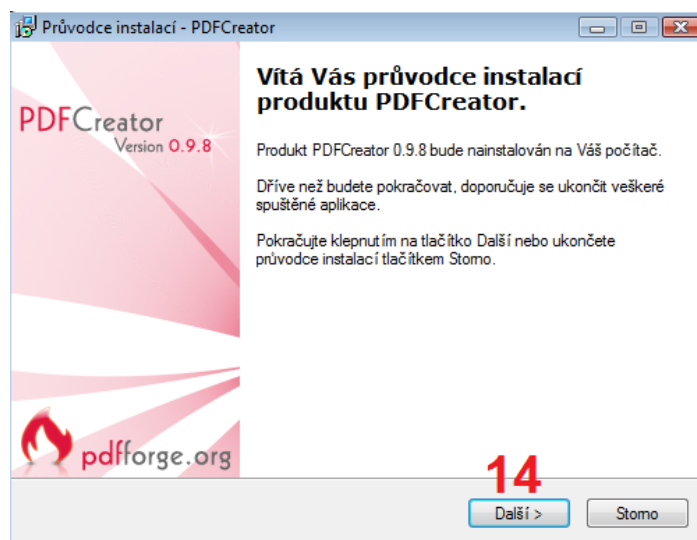 Průvodce instalací - PDFCreator
PDFCreator
Version 0.9.8
Vítá Vás průvodce instalací
produktu PDFCreator.
Produkt PDFCreator 0.9.8 bude nainstalován na Váš počítač.
Dříve než budete pokračovat, doporučuje se ukončit veškeré
spuštěné aplikace.
Pokračujte klepnutím na tlačítko Další nebo ukončete
průvodce instalací tlačítkem Storno.
pdfforge.org
14
Další >
Storno